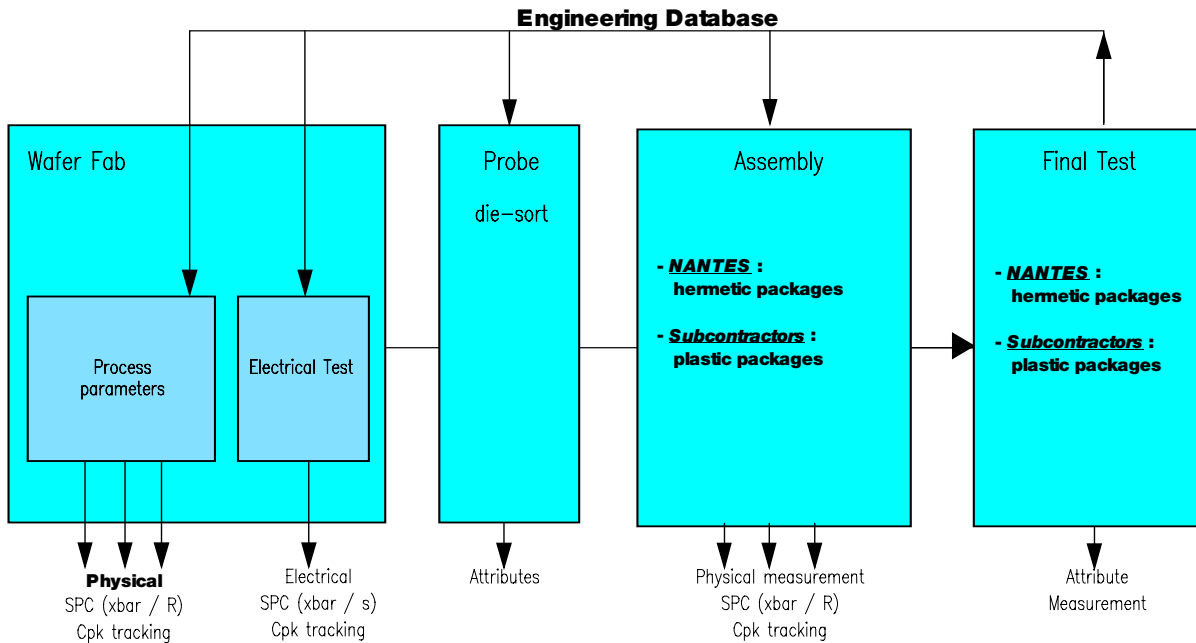 Engineering Database
Wafer Fab
Process
parameters
Electrical Test
Physical
SPC (xbar / R)
Cpk tracking
Electrical
SPC (xbar / s)
Cpk tracking
Probe
die-sort
Attributes
Assembly
- NANTES :
hermetic packages
- Subcontractors :
plastic packages
Physical measurement
SPC (xbar / R)
Cpk tracking
Final Test
- NANTES :
hermetic packages
- Subcontractors :
plastic packages
Attribute
Measurement